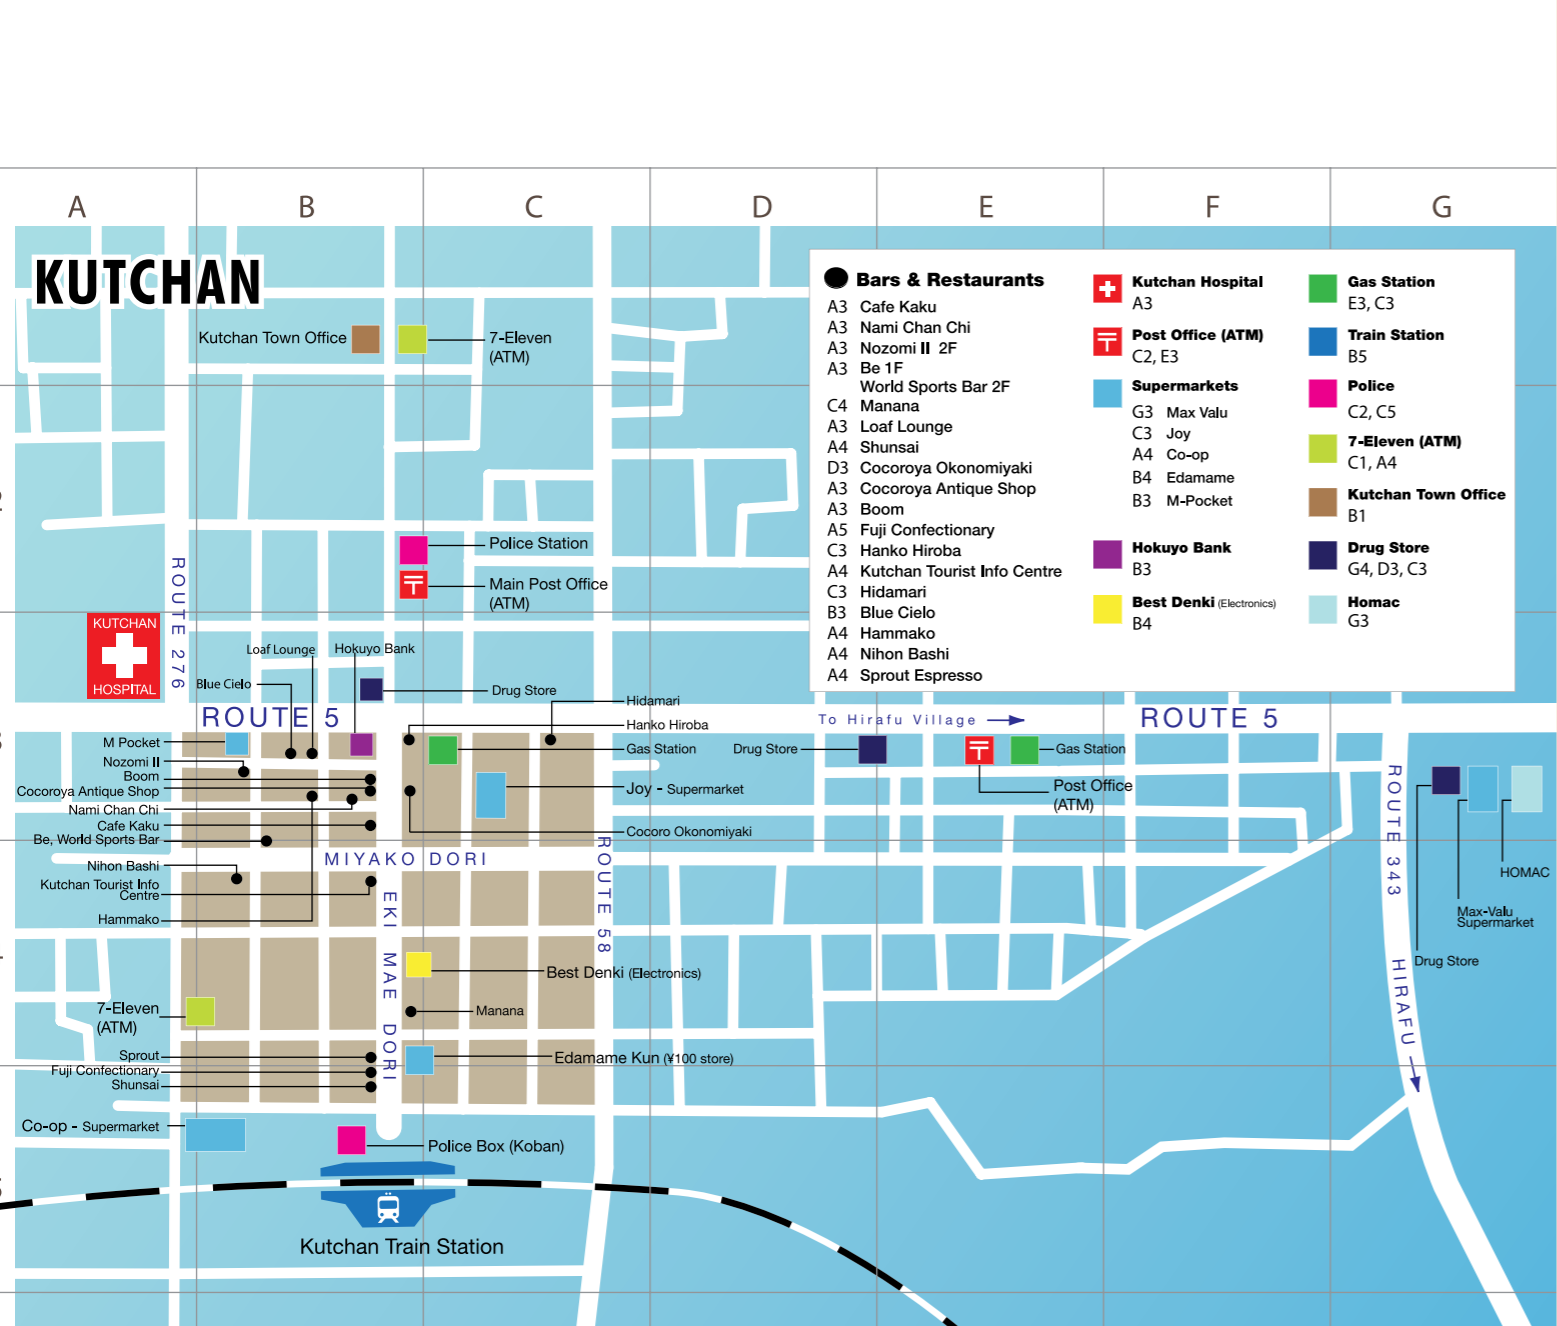 A B C D E F G
KUTCHAN
Kutchan Town Office
7-Eleven
(ATM)
Police Station
Main Post Office
(ATM)
ROUTE 276
KUTCHAN
HOSPITAL
Loaf Lounge
Hokuyo Bank
Blue Cielo
Drug Store
ROUTE 5
Hidamari
Hanko Hiroba
Gas Station
Joy - Supermarket
Cocoro Okonomiyaki
M Pocket
Nozomi II
Boom
Cocoroya Antique Shop
Nami Chan Chi
Cafe Kaku
Be, World Sports Bar
MIYAKO DORI
Nihon Bashi
Kutchan Tourist Info
Centre
Hammako
EKI MAE DORI
ROUTE 58
Best Denki (Electronics)
Manana
7-Eleven
(ATM)
Sprout
Fuji Confectionary
Shunsai
Edamame Kun (¥100 store)
Co-op - Supermarket
Police Box (Koban)
Kutchan Train Station
Bars & Restaurants
A3 Cafe Kaku
A3 Nami Chan Chi
A3 Nozomi II 2F
A3 Be 1F
World Sports Bar 2F
C4 Manana
A3 Loaf Lounge
A4 Shunsai
D3 Cocoroya Okonomiyaki
A3 Cocoroya Antique Shop
A3 Boom
A5 Fuji Confectionary
C3 Hanko Hiroba
A4 Kutchan Tourist Info Centre
C3 Hidamari
B3 Blue Cielo
A4 Hammako
A4 Nihon Bashi
A4 Sprout Espresso
Kutchan Hospital
A3
Post Office (ATM)
C2, E3
Supermarkets
G3 Max Valu
C3 Joy
A4 Co-op
B4 Edamame
B3 M-Pocket
Hokuyo Bank
B3
Best Denki (Electronics)
B4
Gas Station
E3, C3
Train Station
B5
Police
C2, C5
7-Eleven (ATM)
C1, A4
Kutchan Town Office
B1
Drug Store
G4, D3, C3
Homac
G3
To Hirafu Village
ROUTE 5
Drug Store
Gas Station
Post Office
(ATM)
ROUTE 343
HIRAFU
HOMAC
Max-Valu
Supermarket
Drug Store